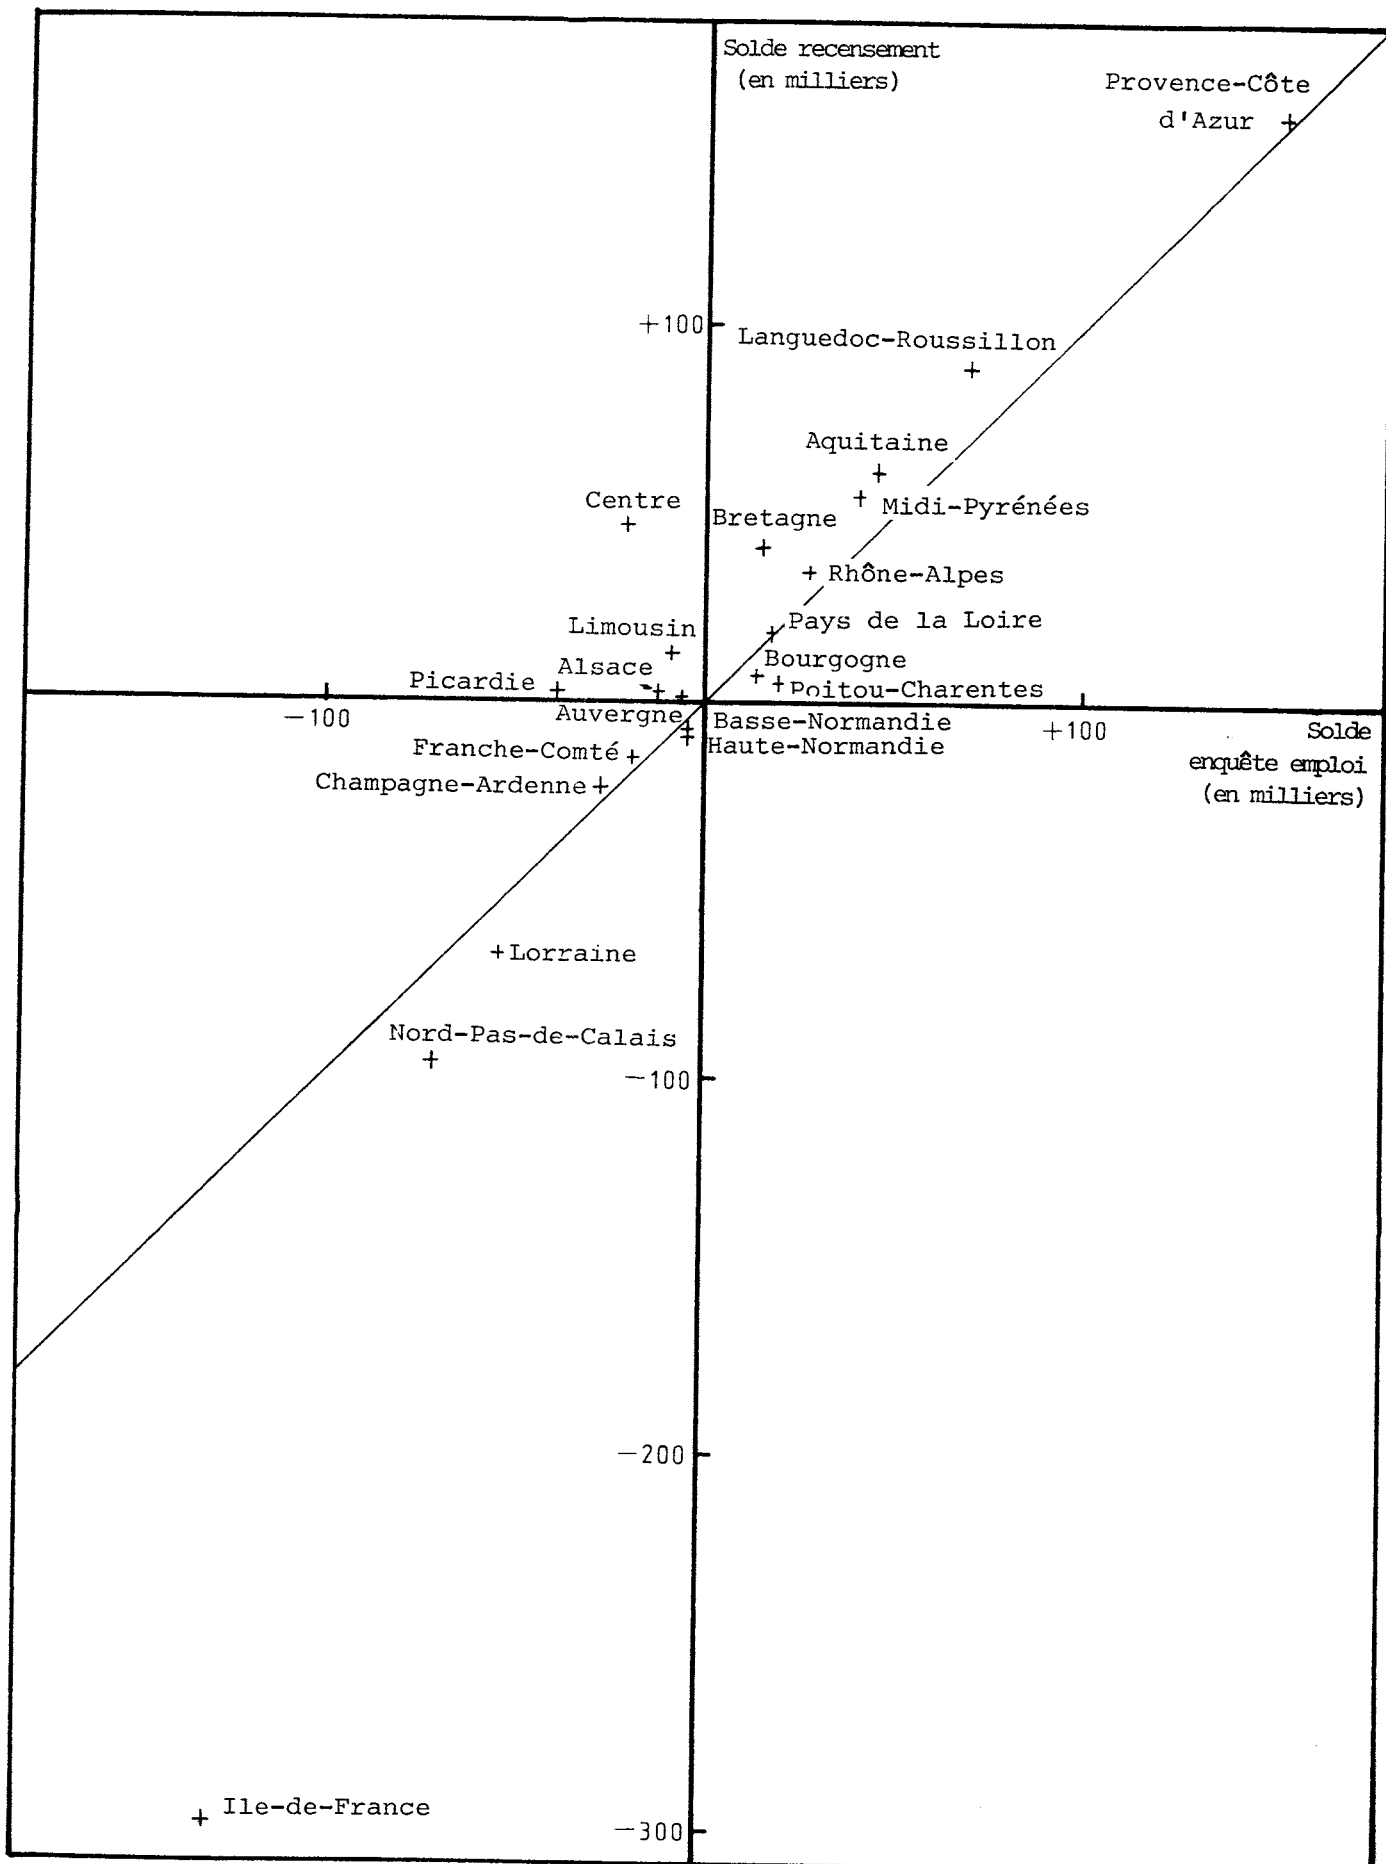 Solde recensement
(en milliers)
Provence-Côte
d'Azur
+100
Languedoc-Roussillon
Aquitaine
Centre
Midi-Pyrénées
Bretagne
Rhône-Alpes
Pays de la Loire
Limousin
Bourgogne
Alsace
Picardie
Poitou-Charentes
-100
Auvergne
Basse-Normandie
+100
Solde
enquête emploi
(en milliers)
Franche-Comté
Haute-Normandie
Champagne-Ardenne
Lorraine
Nord-Pas-de-Calais
-100
-200
Ile-de-France
-300